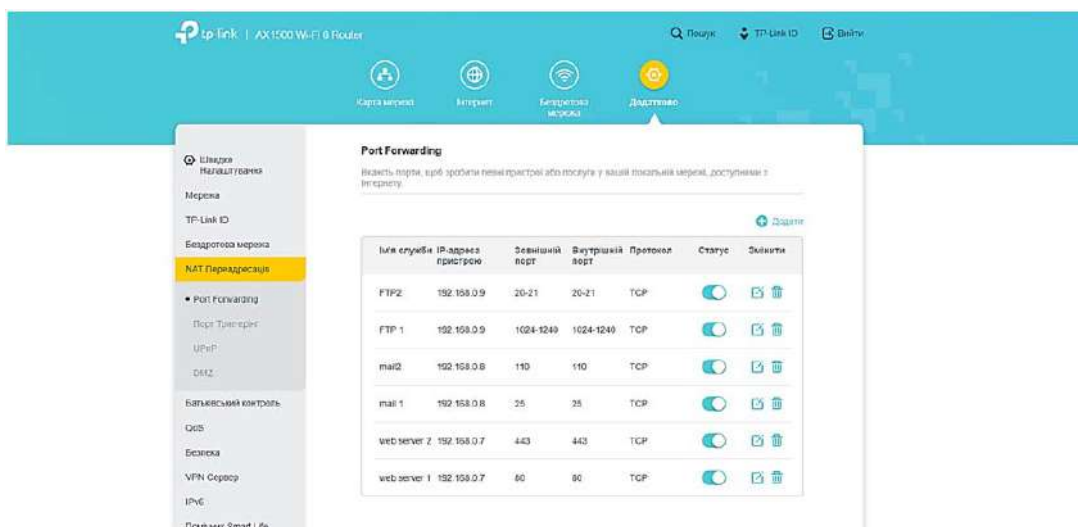 tp-link | AX1500 Wi-Fi 6 Router
Пошук
TP-Link ID
Вийти
Карта мережі
Інтернет
Бездротова
мережа
Додатково
Швидке
Налаштування
Мережа
TP-Link ID
Бездротова мережа
NAT Переадресація
• Port Forwarding
Порт Тригерінг
UPnP
DMZ
Батьківський контроль
QoS
Безпека
VPN Сервер
IPv6
Помічник Smart Life
Port Forwarding
Вкажіть порти, щоб зробити певні пристрої або послуги у вашій локальній мережі, доступними з
Інтернету.
Додати
Ім'я служби IP-адреса Зовнішній Внутрішній Протокол Статус Змінити
пристрою порт порт
FTP2 192.168.0.9 20-21 20-21 TCP
FTP 1 192.168.0.9 1024-1240 1024-1240 TCP
mail2 192.168.0.8 110 110 TCP
mail 1 192.168.0.8 25 25 TCP
web server 2 192.168.0.7 443 443 TCP
web server 1 192.168.0.7 80 80 TCP